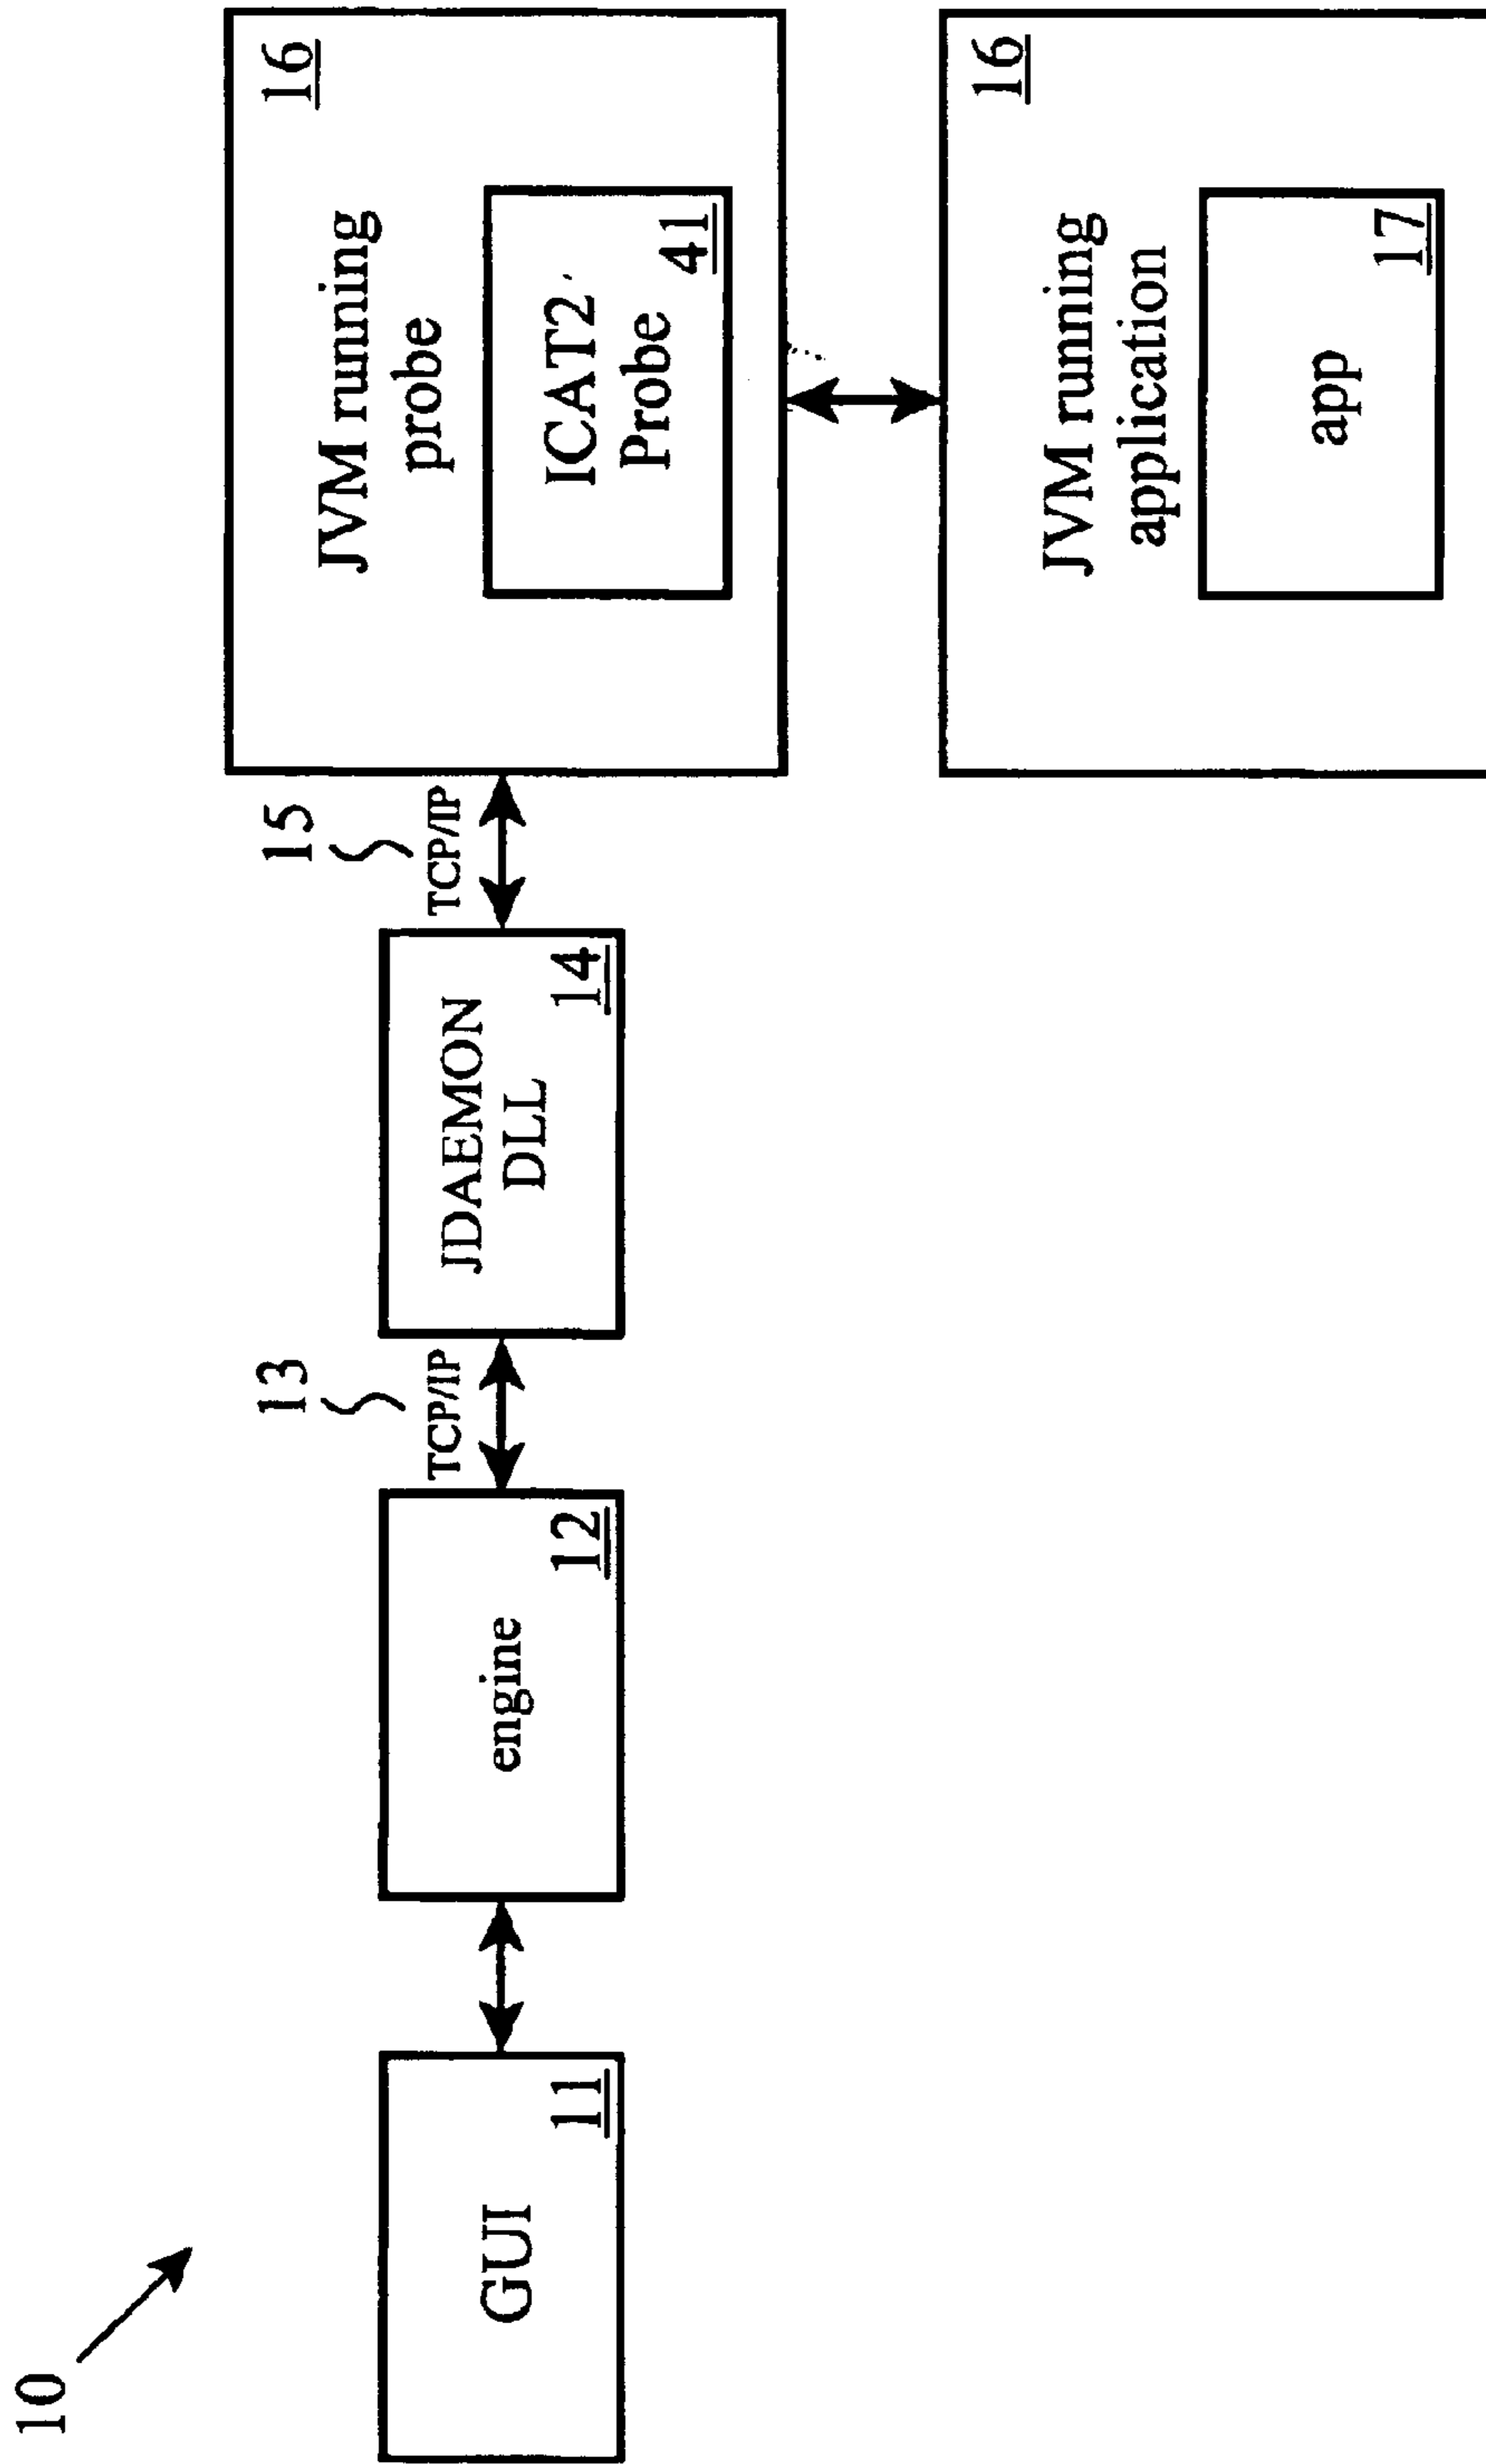 10
GUI
11
engine
12
13
TCP/IP
JDAEMON
DLL
14
15
TCP/IP
16
JVM running
probe
ICAT2
Probe
41
16
JVM running
application
app
17